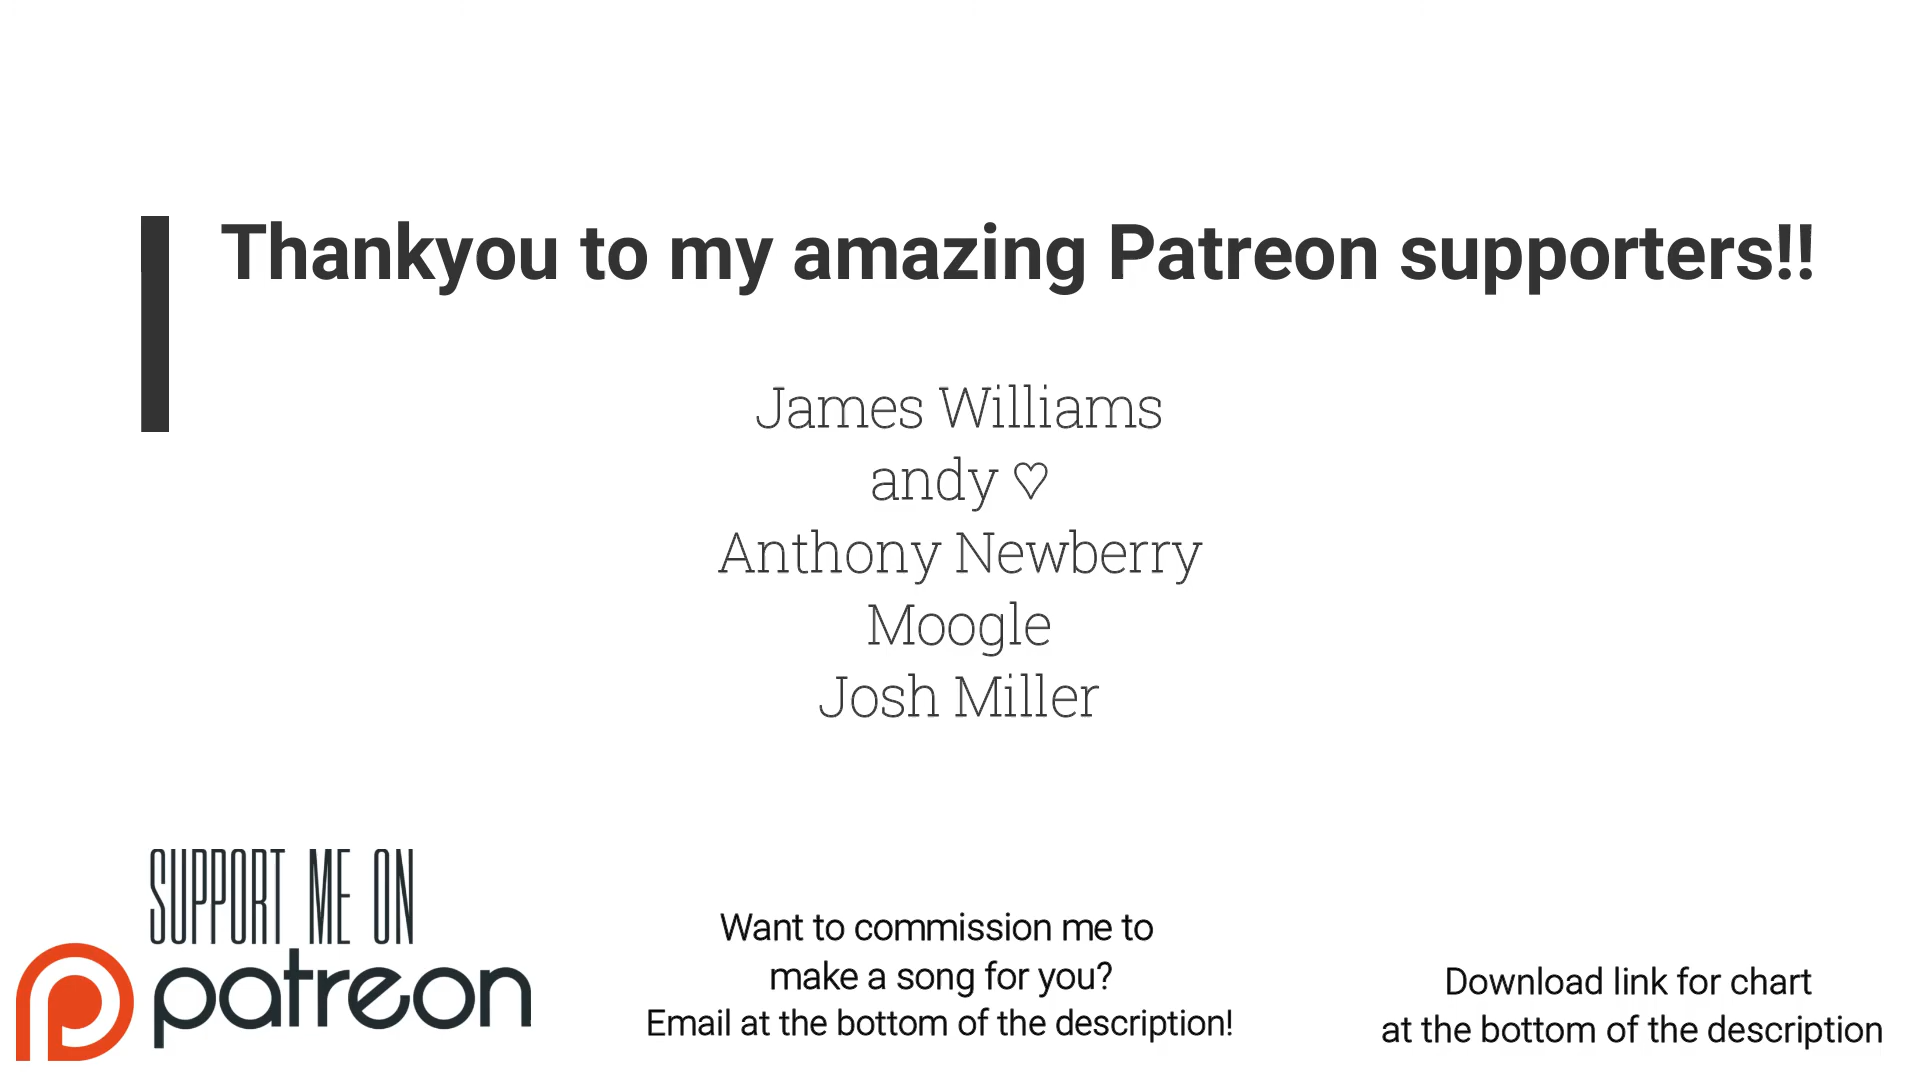 Thankyou to my amazing Patreon supporters!!
James Williams
andy ♡
Anthony Newberry
Moogle
Josh Miller
SUPPORT ME ON
patreon
Want to commission me to
make a song for you?
Email at the bottom of the description!
Download link for chart
at the bottom of the description